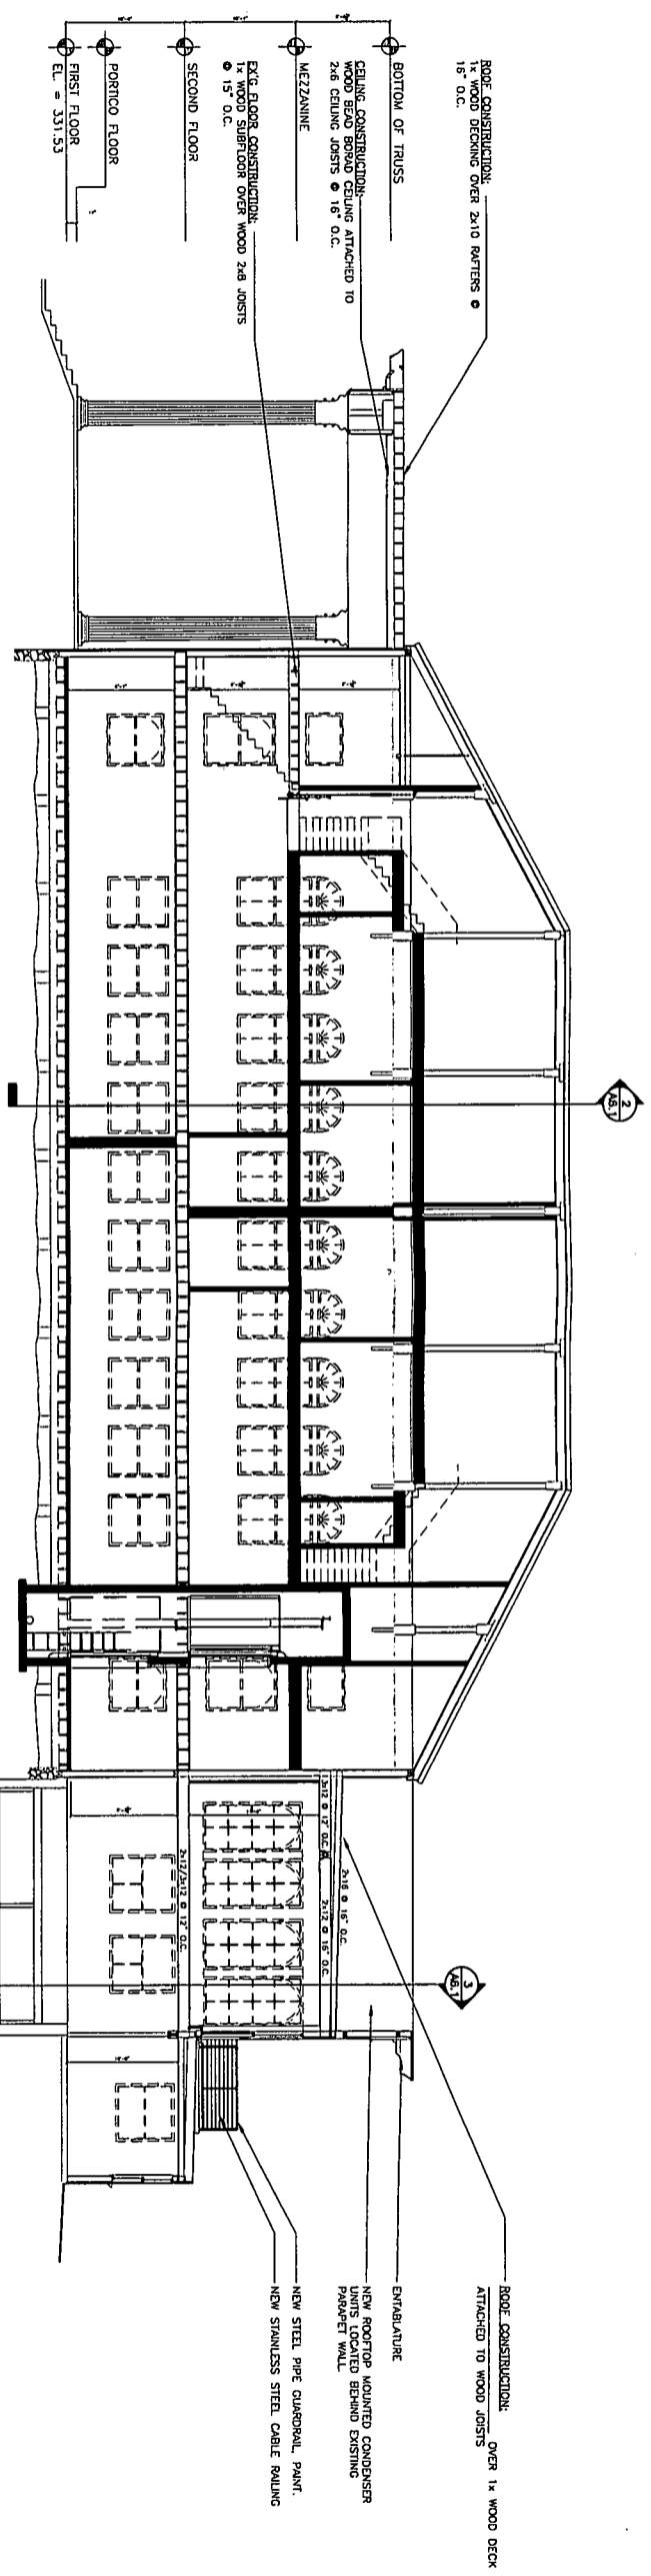 ROOF CONSTRUCTION:
1x WOOD DECKING OVER 2x10 RAFTERS @
16" O.C.
CEILING CONSTRUCTION:
WOOD BEAD BORAD CEILING ATTACHED TO
2x6 CEILING JOISTS @ 16" O.C.
BOTTOM OF TRUSS
MEZZANINE
EX'G FLOOR CONSTRUCTION:
1x WOOD SUBFLOOR OVER WOOD 2x8 JOISTS
@ 15" O.C.
SECOND FLOOR
PORTICO FLOOR
FIRST FLOOR
EL. = 331.53
2
A6.1
3x12 @ 12" O.C.
2x16 @ 16" O.C.
2x12 @ 16" O.C.
2x12/3x12 @ 12" O.C.
3
A6.1
ROOF CONSTRUCTION:
OVER 1x WOOD DECK
ATTACHED TO WOOD JOISTS
ENTABLATURE
NEW ROOFTOP MOUNTED CONDENSER
UNITS LOCATED BEHIND EXISTING
PARAPET WALL
NEW STEEL PIPE GUARDRAIL, PAINT.
NEW STAINLESS STEEL CABLE RAILING